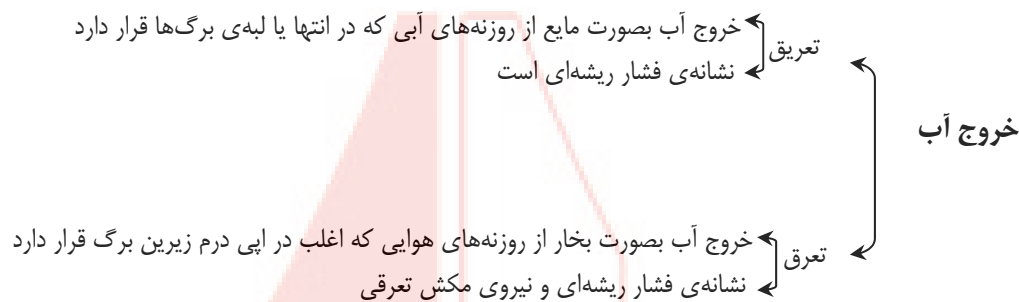 خروج آب
تعریق
خروج آب بصورت مایع از روزنه‌های آبی که در انتها یا لبه‌ی برگ‌ها قرار دارد
نشانه‌ی فشار ریشه‌ای است
تعرق
خروج آب بصورت بخار از روزنه‌های هوایی که اغلب در اپی درم زیرین برگ قرار دارد
نشانه‌ی فشار ریشه‌ای و نیروی مکش تعرقی